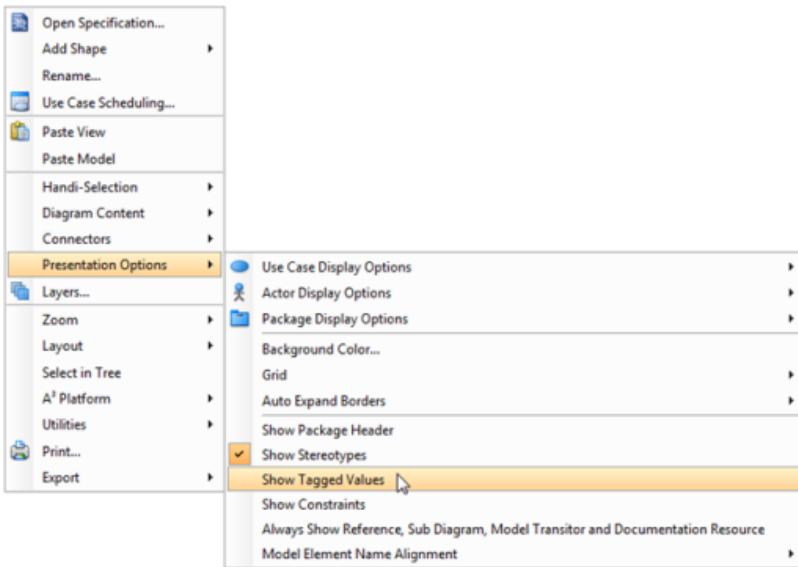 Open Specification...
Add Shape
Rename...
Use Case Scheduling...
Paste View
Paste Model
Handi-Selection
Diagram Content
Connectors
Presentation Options
Layers...
Zoom
Layout
Select in Tree
A³ Platform
Utilities
Print...
Export
Use Case Display Options
Actor Display Options
Package Display Options
Background Color...
Grid
Auto Expand Borders
Show Package Header
Show Stereotypes
Show Tagged Values
Show Constraints
Always Show Reference, Sub Diagram, Model Transitor and Documentation Resource
Model Element Name Alignment